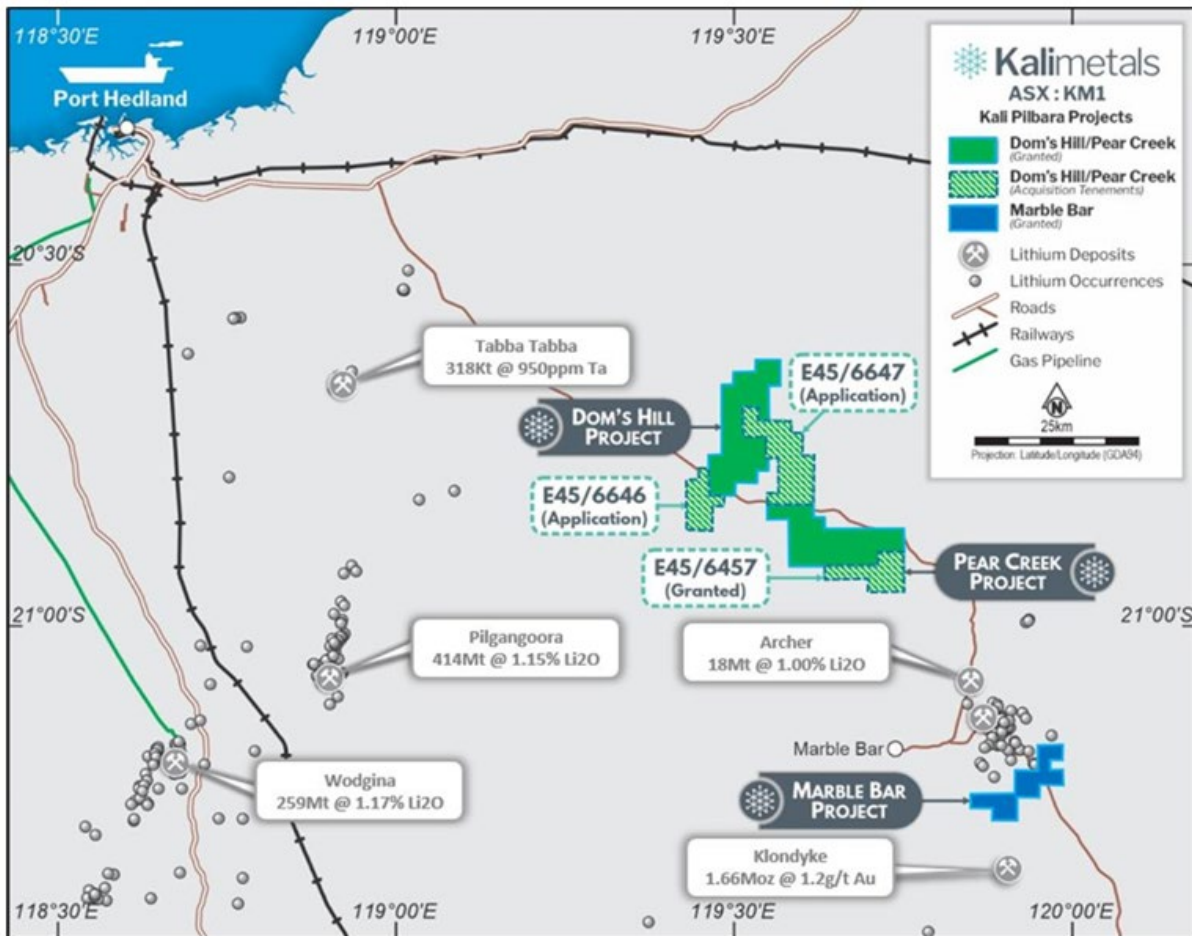 118°30'E
119°00'E
119°30'E
120°00'E
Port Hedland
Kalimetals
ASX : KM1
Kali Pilbara Projects
Dom's Hill/Pear Creek
(Granted)
Dom's Hill/Pear Creek
(Acquisition Tenements)
Marble Bar
(Granted)
Lithium Deposits
Lithium Occurrences
Roads
Railways
Gas Pipeline
N
25km
Projection: Latitude/Longitude (GDA94)
20°30'S
Tabba Tabba
318Kt @ 950ppm Ta
E45/6647
(Application)
DOM'S HILL
PROJECT
E45/6646
(Application)
E45/6457
(Granted)
PEAR CREEK
PROJECT
21°00'S
21°00'S
Pilgangoora
414Mt @ 1.15% Li2O
Archer
18Mt @ 1.00% Li2O
Marble Bar
Wodgina
259Mt @ 1.17% Li2O
MARBLE BAR
PROJECT
Klondyke
1.66Moz @ 1.2g/t Au
118°30'E
119°00'E
119°30'E
120°00'E